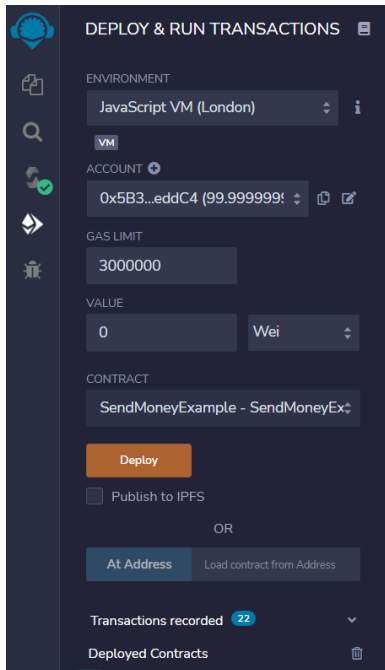 DEPLOY & RUN TRANSACTIONS
ENVIRONMENT
JavaScript VM (London)
VM
ACCOUNT
0x5B3...eddC4 (99.9999999
GAS LIMIT
3000000
VALUE
0 Wei
CONTRACT
SendMoneyExample - SendMoneyEx
Deploy
Publish to IPFS
OR
At Address Load contract from Address
Transactions recorded 22
Deployed Contracts